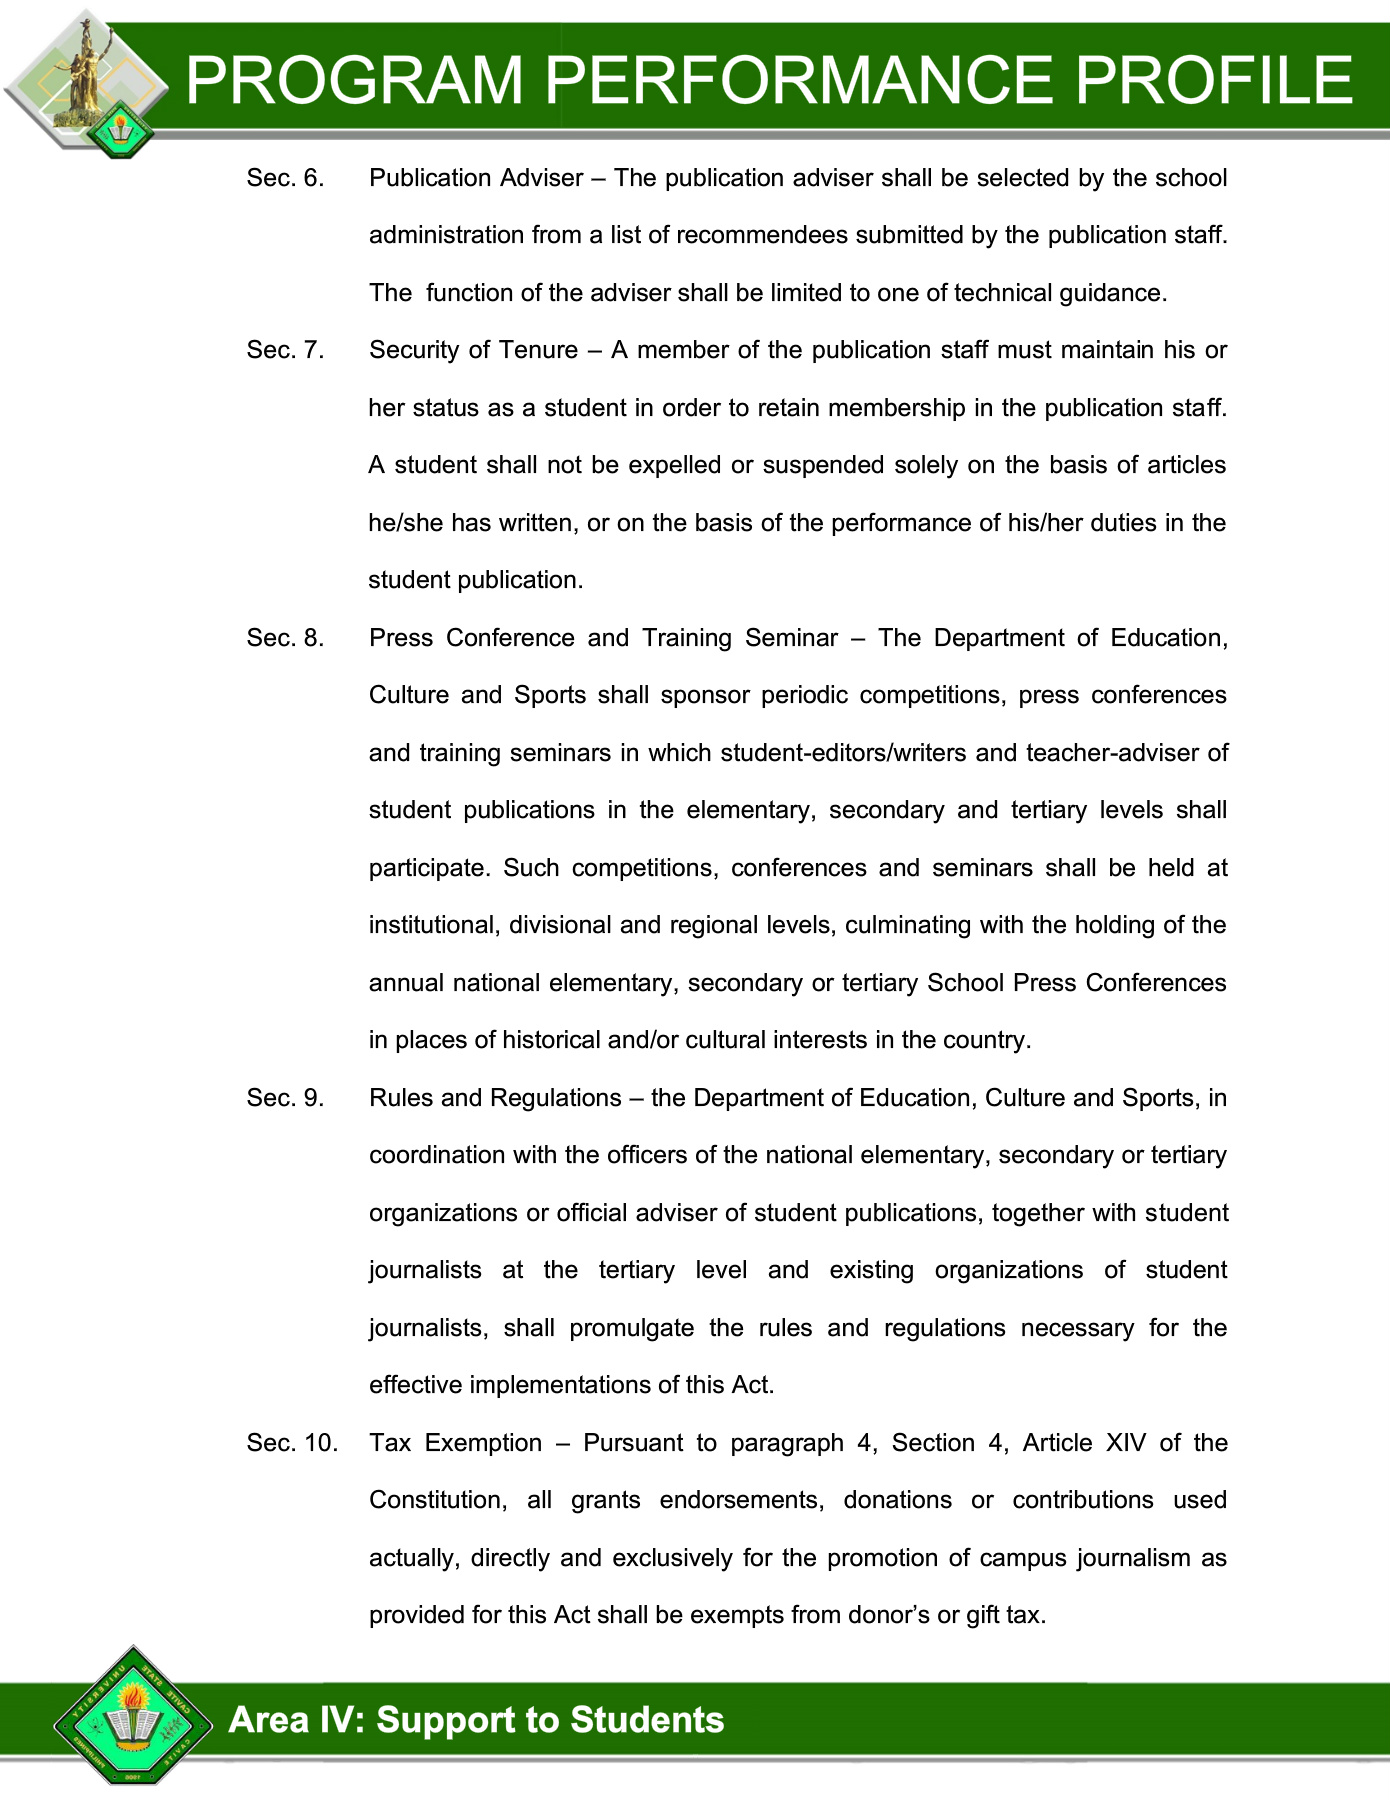 PROGRAM PERFORMANCE PROFILE
Sec. 6. Publication Adviser – The publication adviser shall be selected by the school
administration from a list of recommendees submitted by the publication staff.
The function of the adviser shall be limited to one of technical guidance.
Sec. 7. Security of Tenure – A member of the publication staff must maintain his or
her status as a student in order to retain membership in the publication staff.
A student shall not be expelled or suspended solely on the basis of articles
he/she has written, or on the basis of the performance of his/her duties in the
student publication.
Sec. 8. Press Conference and Training Seminar – The Department of Education,
Culture and Sports shall sponsor periodic competitions, press conferences
and training seminars in which student-editors/writers and teacher-adviser of
student publications in the elementary, secondary and tertiary levels shall
participate. Such competitions, conferences and seminars shall be held at
institutional, divisional and regional levels, culminating with the holding of the
annual national elementary, secondary or tertiary School Press Conferences
in places of historical and/or cultural interests in the country.
Sec. 9. Rules and Regulations – the Department of Education, Culture and Sports, in
coordination with the officers of the national elementary, secondary or tertiary
organizations or official adviser of student publications, together with student
journalists at the tertiary level and existing organizations of student
journalists, shall promulgate the rules and regulations necessary for the
effective implementations of this Act.
Sec. 10. Tax Exemption – Pursuant to paragraph 4, Section 4, Article XIV of the
Constitution, all grants endorsements, donations or contributions used
actually, directly and exclusively for the promotion of campus journalism as
provided for this Act shall be exempts from donor’s or gift tax.
CAVITE STATE UNIVERSITY
CAVITE
PHILIPPINES
Area IV: Support to Students